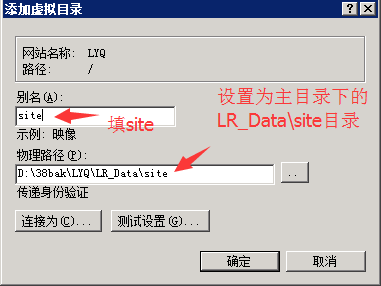 添加虚拟目录
网站名称: LYQ
路径: /
别名(A):
site
填site
设置为主目录下的
LR_Data\site目录
示例: 映像
物理路径(P):
D:\38bak\LYQ\LR_Data\site
..
传递身份验证
连接为(C)...
测试设置(G)...
确定
取消